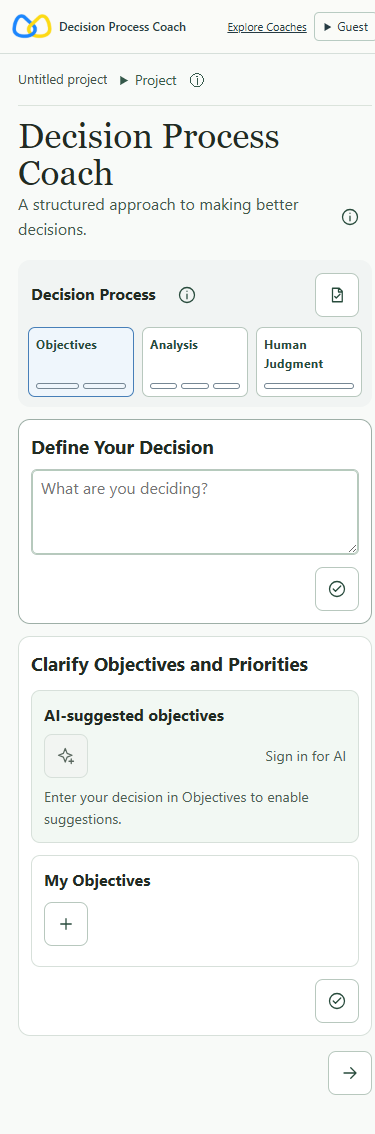 Decision Process Coach
Explore Coaches
Guest
Untitled project
Project
Decision Process
Coach
A structured approach to making better
decisions.
Decision Process
Objectives
Analysis
Human
Judgment
Define Your Decision
What are you deciding?
Clarify Objectives and Priorities
AI-suggested objectives
Sign in for AI
Enter your decision in Objectives to enable
suggestions.
My Objectives